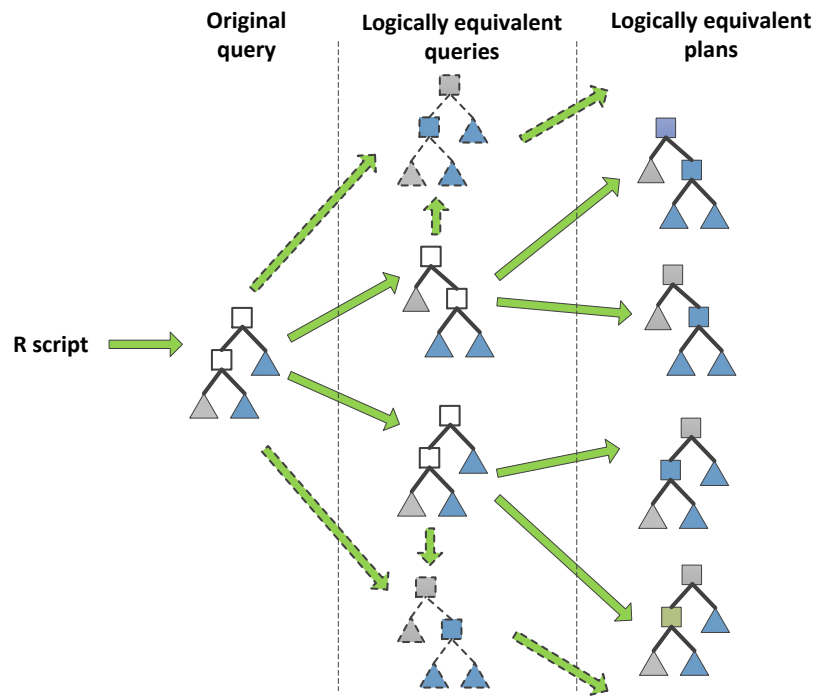 Original
query
Logically equivalent
queries
Logically equivalent
plans
R script